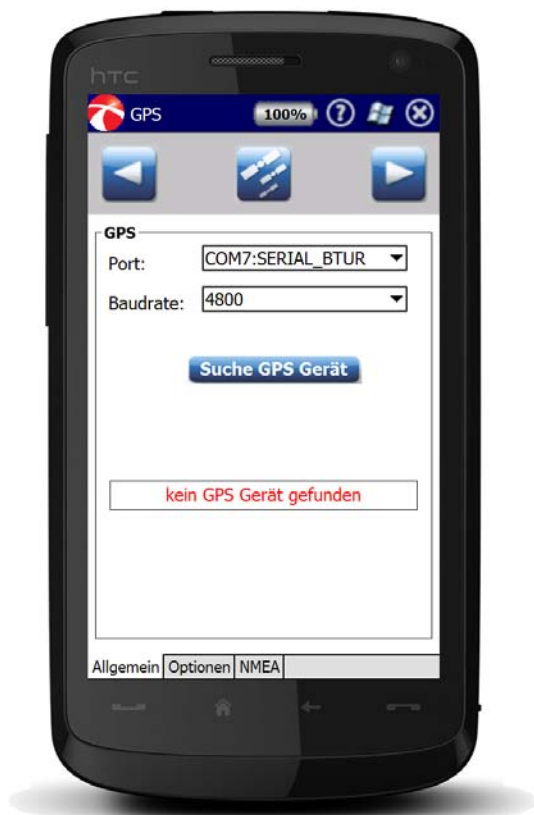 hTC
GPS 100% ?
GPS
Port: COM7:SERIAL_BTUR
Baudrate: 4800
Suche GPS Gerät
kein GPS Gerät gefunden
Allgemein Optionen NMEA